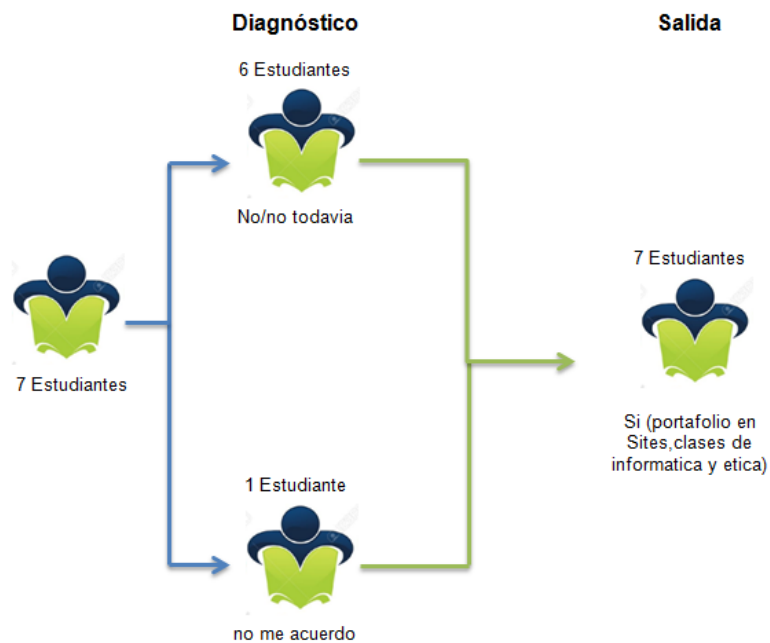 Diagnóstico
Salida
6 Estudiantes
No/no todavia
7 Estudiantes
7 Estudiantes
Si (portafolio en
Sites,clases de
informatica y etica)
1 Estudiante
no me acuerdo